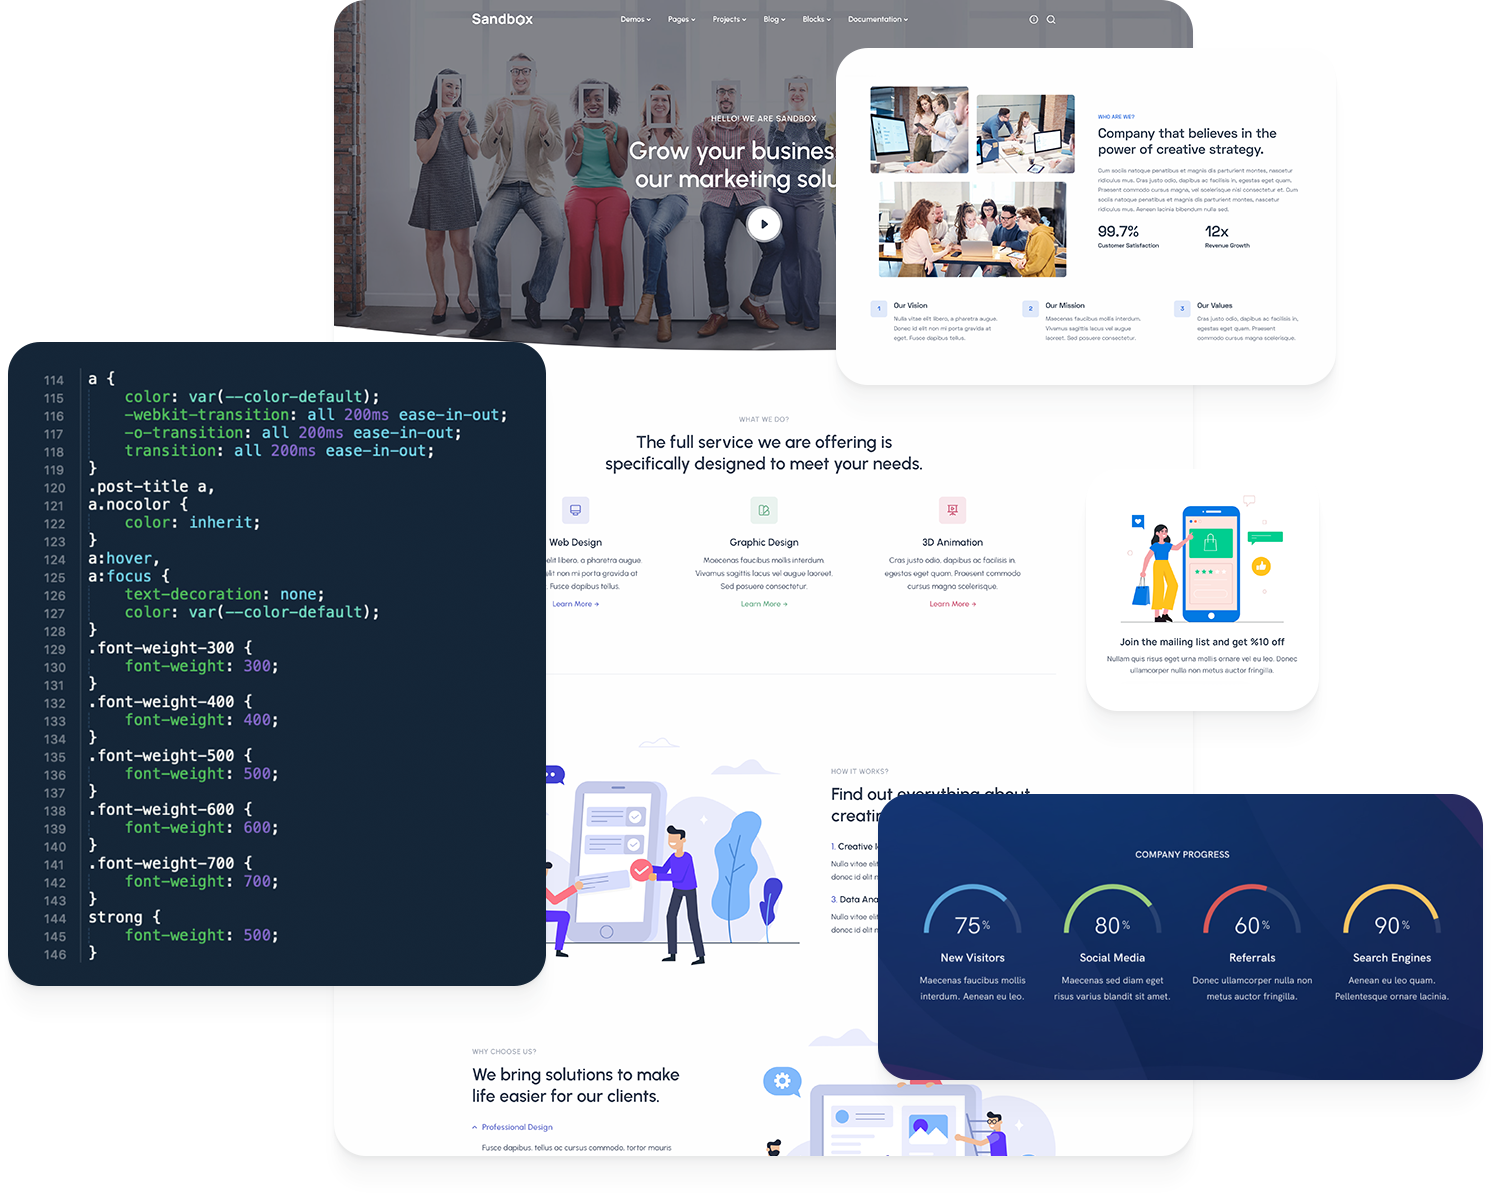 Sandbox
Demos
Pages
Projects
Blog
Blocks
Documentation
HELLO! WE ARE SANDBOX
Grow your busines
our marketing solu
WHO ARE WE?
Company that believes in the
power of creative strategy.
Cum sociis natoque penatibus et magnis dis parturient montes, nascetur
ridiculus mus. Cras justo odio, dapibus ac facilisis in, egestas eget quam.
Praesent commodo cursus magna, vel scelerisque nisl consectetur et. Cum
sociis natoque penatibus et magnis dis parturient montes, nascetur
ridiculus mus. Aenean lacinia bibendum nulla sed.
99.7%
Customer Satisfaction
12x
Revenue Growth
1
Our Vision
Nulla vitae elit libero, a pharetra augue.
Donec id elit non mi porta gravida at
eget. Fusce dapibus tellus.
2
Our Mission
Maecenas faucibus mollis interdum.
Vivamus sagittis lacus vel augue
laoreet. Sed posuere consectetur.
3
Our Values
Cras justo odio, dapibus ac facilisis in,
egestas eget quam. Praesent
commodo cursus magna scelerisque.
114 a {
115 color: var(--color-default);
116 -webkit-transition: all 200ms ease-in-out;
117 -o-transition: all 200ms ease-in-out;
118 transition: all 200ms ease-in-out;
119 }
120 .post-title a,
121 a.nocolor {
122 color: inherit;
123 }
124 a:hover,
125 a:focus {
126 text-decoration: none;
127 color: var(--color-default);
128 }
129 .font-weight-300 {
130 font-weight: 300;
131 }
132 .font-weight-400 {
133 font-weight: 400;
134 }
135 .font-weight-500 {
136 font-weight: 500;
137 }
138 .font-weight-600 {
139 font-weight: 600;
140 }
141 .font-weight-700 {
142 font-weight: 700;
143 }
144 strong {
145 font-weight: 500;
146 }
WHAT WE DO?
The full service we are offering is
specifically designed to meet your needs.
Web Design
elit libero, a pharetra augue
elit non mi porta gravida at
. Fusce dapibus tellus.
Learn More →
Graphic Design
Maecenas faucibus mollis interdum
Vivamus sagittis lacus vel augue laoreet.
Sed posuere consectetur.
Learn More →
3D Animation
Cras justo odio, dapibus ac facilisis in,
egestas eget quam. Praesent commodo
cursus magna scelerisque.
Learn More →
Join the mailing list and get %10 off
Nullam quis risus eget urna mollis ornare vel eu leo. Donec
ullamcorper nulla non metus auctor fringilla.
HOW IT WORKS?
Find out everything about
creatin
1. Creative I
Nulla vitae elit
donec id elit n
3. Data Ana
Nulla vitae elit
donec id elit n
COMPANY PROGRESS
75%
New Visitors
Maecenas faucibus mollis
interdum. Aenean eu leo.
80%
Social Media
Maecenas sed diam eget
risus varius blandit sit amet.
60%
Referrals
Donec ullamcorper nulla non
metus auctor fringilla.
90%
Search Engines
Aenean eu leo quam.
Pellentesque ornare lacinia.
WHY CHOOSE US?
We bring solutions to make
life easier for our clients.
Professional Design
Fusce dapibus, tellus ac cursus commodo, tortor mauris